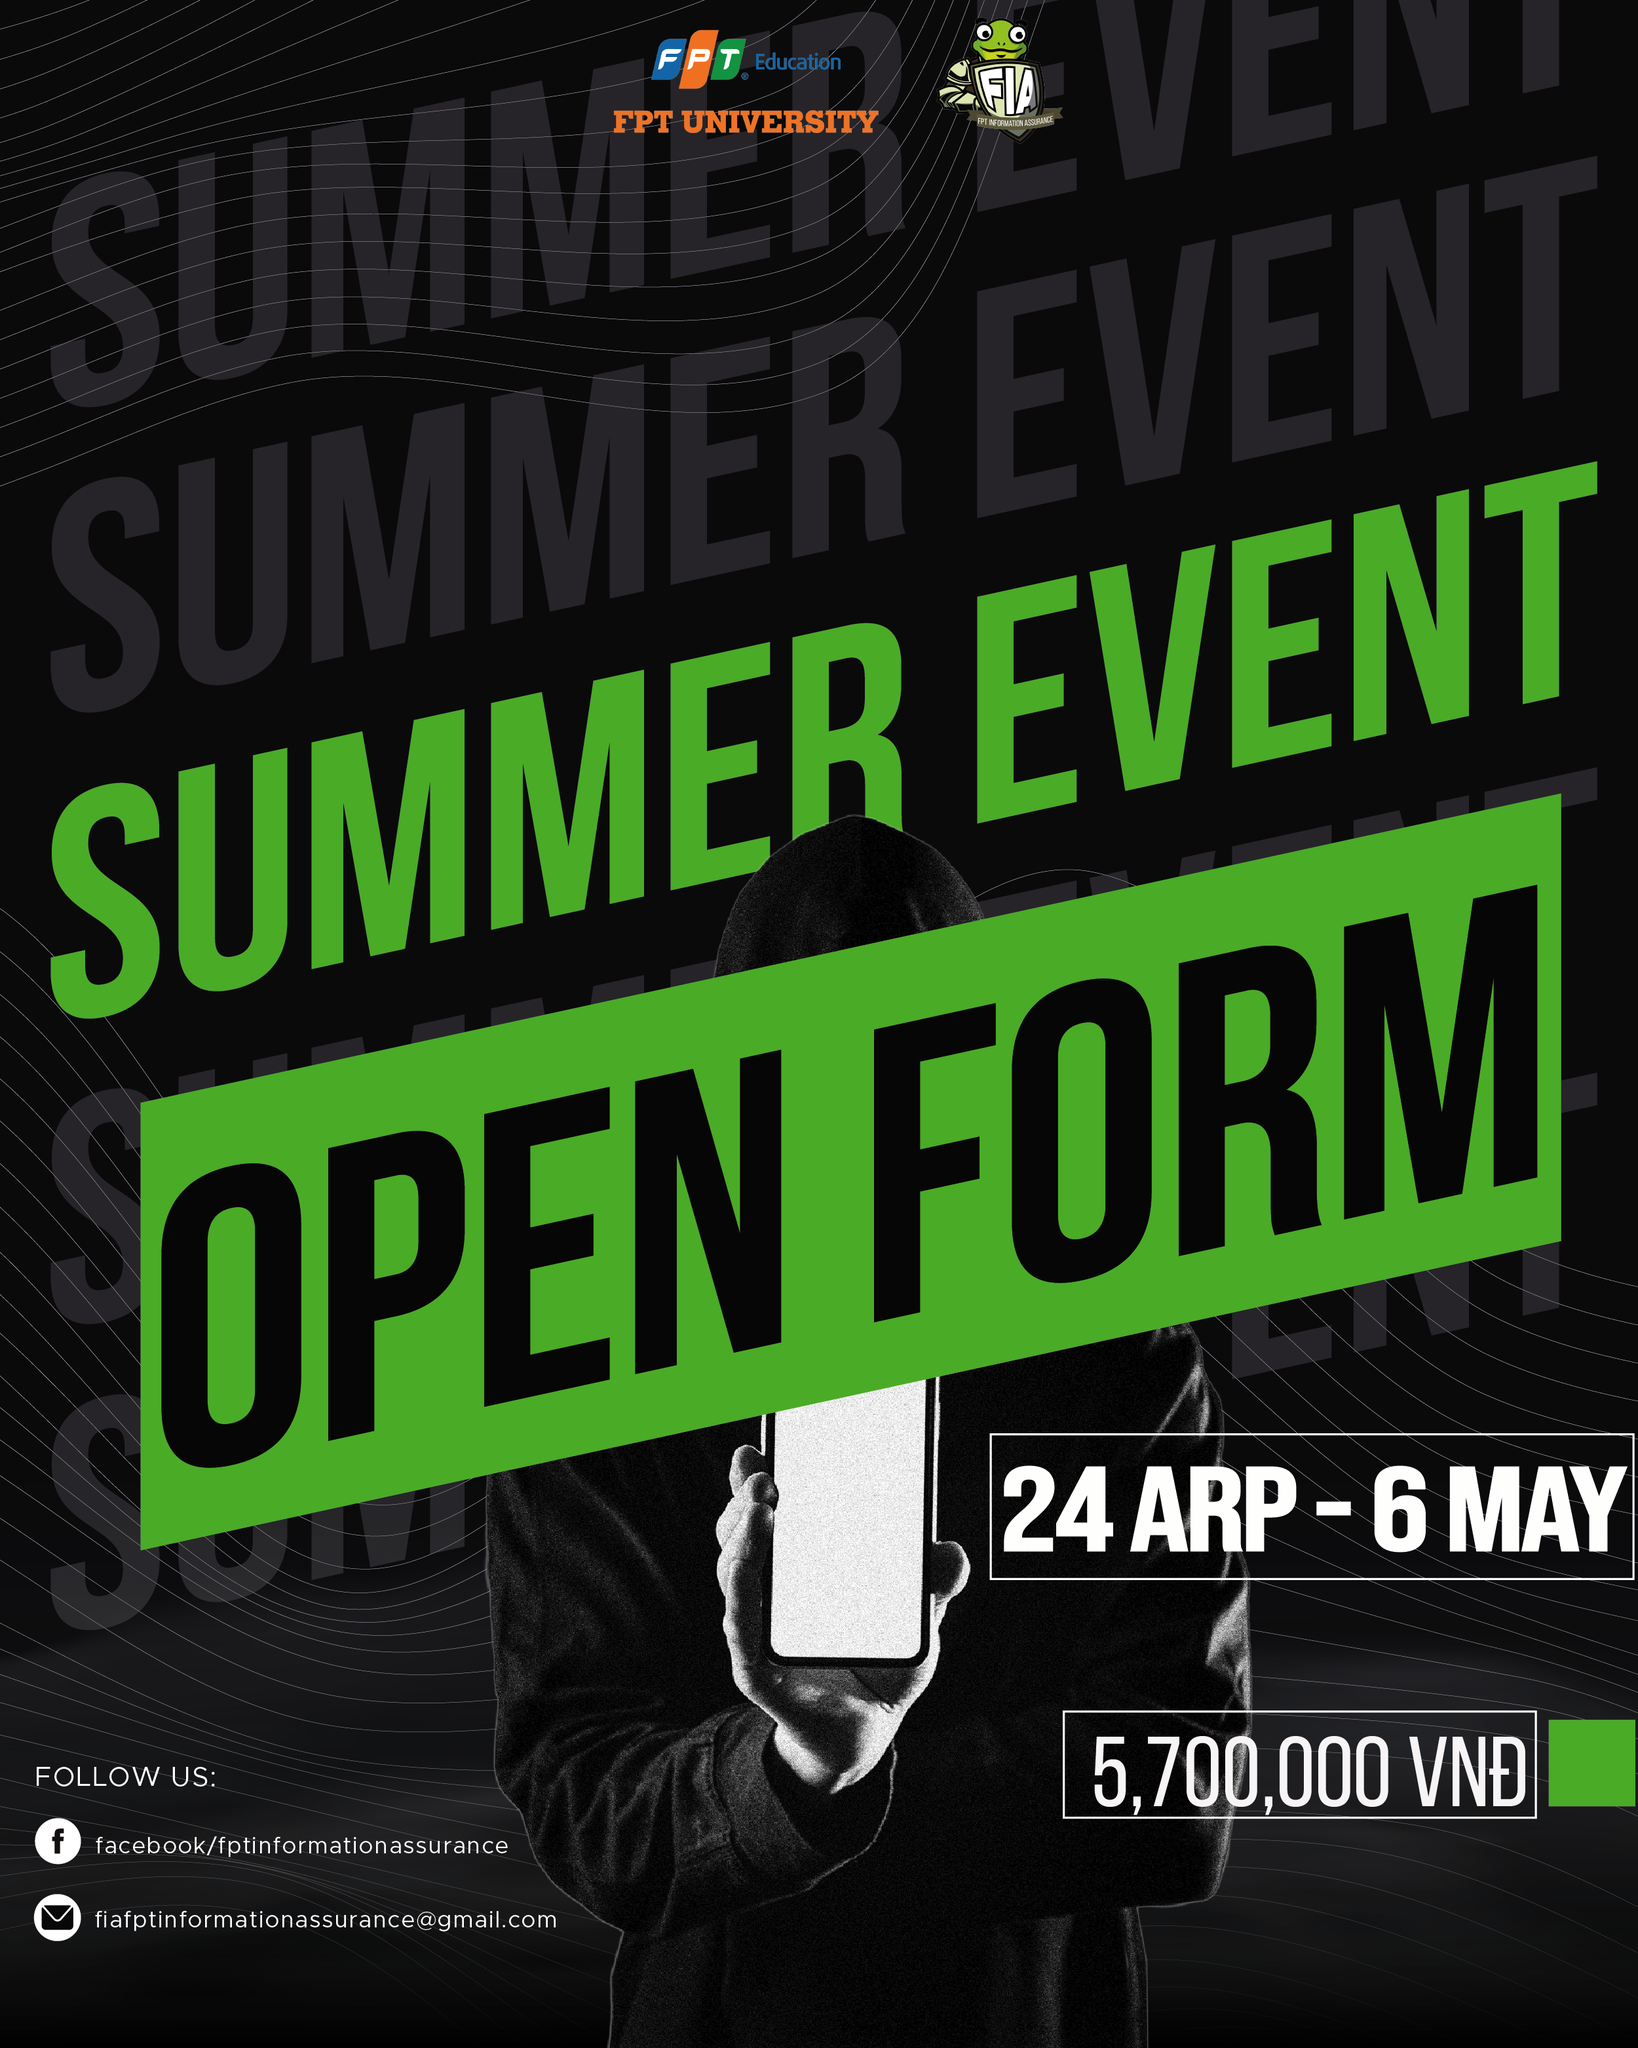 FPT Education
FPT UNIVERSITY
FIA
FPT INFORMATION ASSURANCE
SUMMER EVENT
SUMMER EVENT
SUMMER EVENT
OPEN FORM
24 ARP - 6 MAY
5,700,000 VNĐ
FOLLOW US:
facebook/fptinformationassurance
fiafptinformationassurance@gmail.com